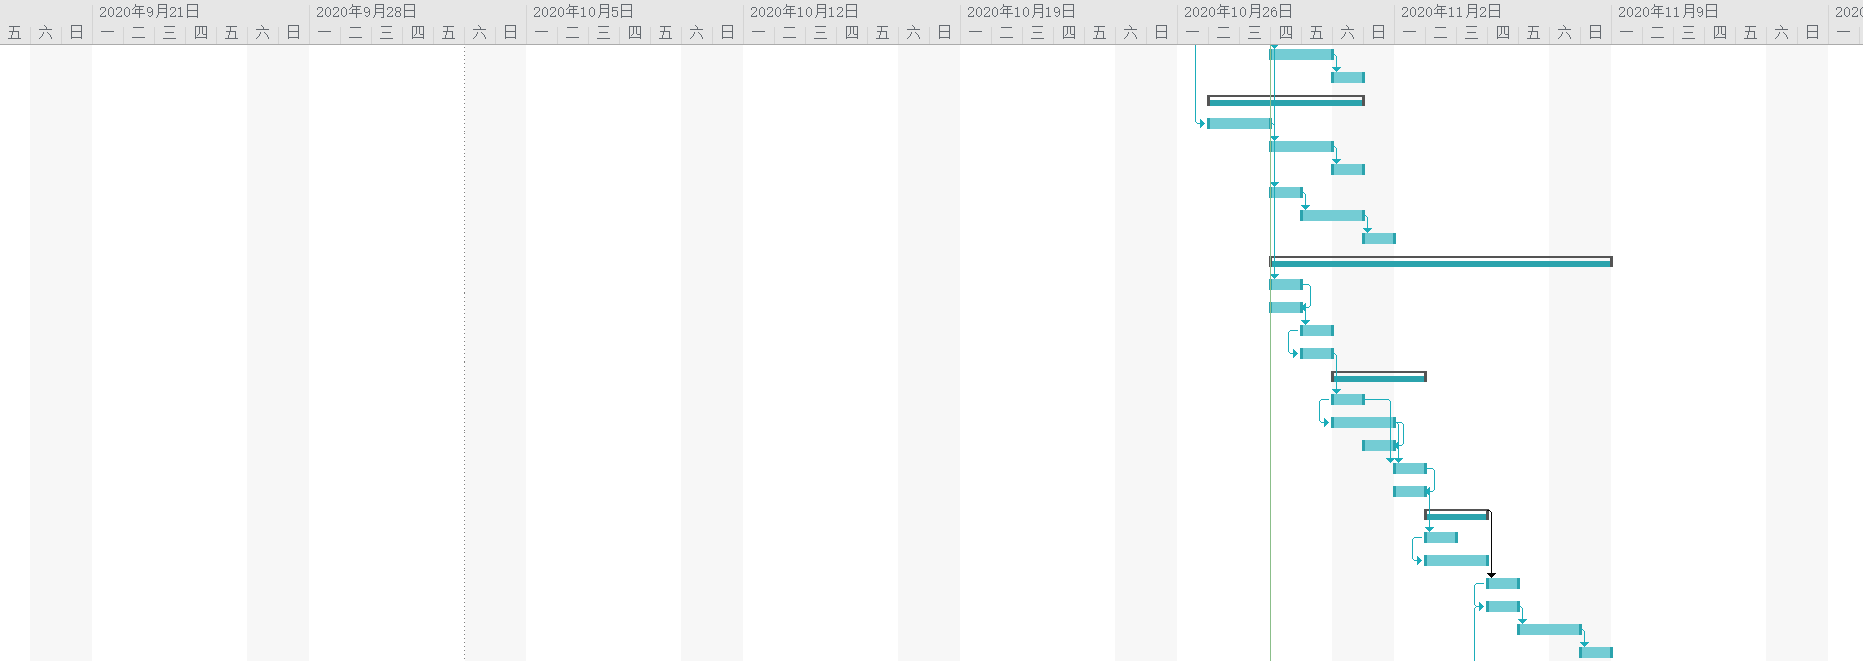 2020年9月21日 2020年9月28日 2020年10月5日 2020年10月12日 2020年10月19日 2020年10月26日 2020年11月2日 2020年11月9日 2020
五 六 日 一 二 三 四 五 六 日 一 二 三 四 五 六 日 一 二 三 四 五 六 日 一 二 三 四 五 六 日 一 二 三 四 五 六 日 一 二 三 四 五 六 日 一 二 三 四 五 六 日 一 二 三 四 五 六 日 一